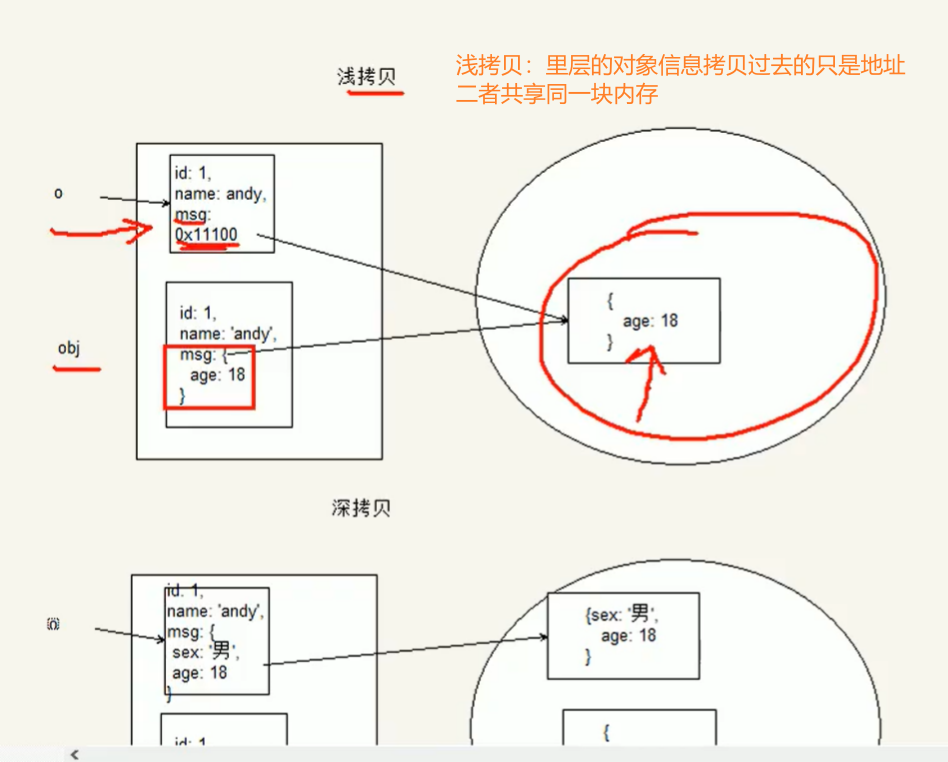 浅拷贝
浅拷贝：里层的对象信息拷贝过去的只是地址
二者共享同一块内存
o
id: 1,
name: andy,
msg:
0x11100
{
age: 18
}
obj
id: 1,
name: 'andy',
msg: {
age: 18
}
深拷贝
id: 1,
name: 'andy',
msg: {
sex: '男',
age: 18
}
{sex: '男',
age: 18
}
id: 1
{